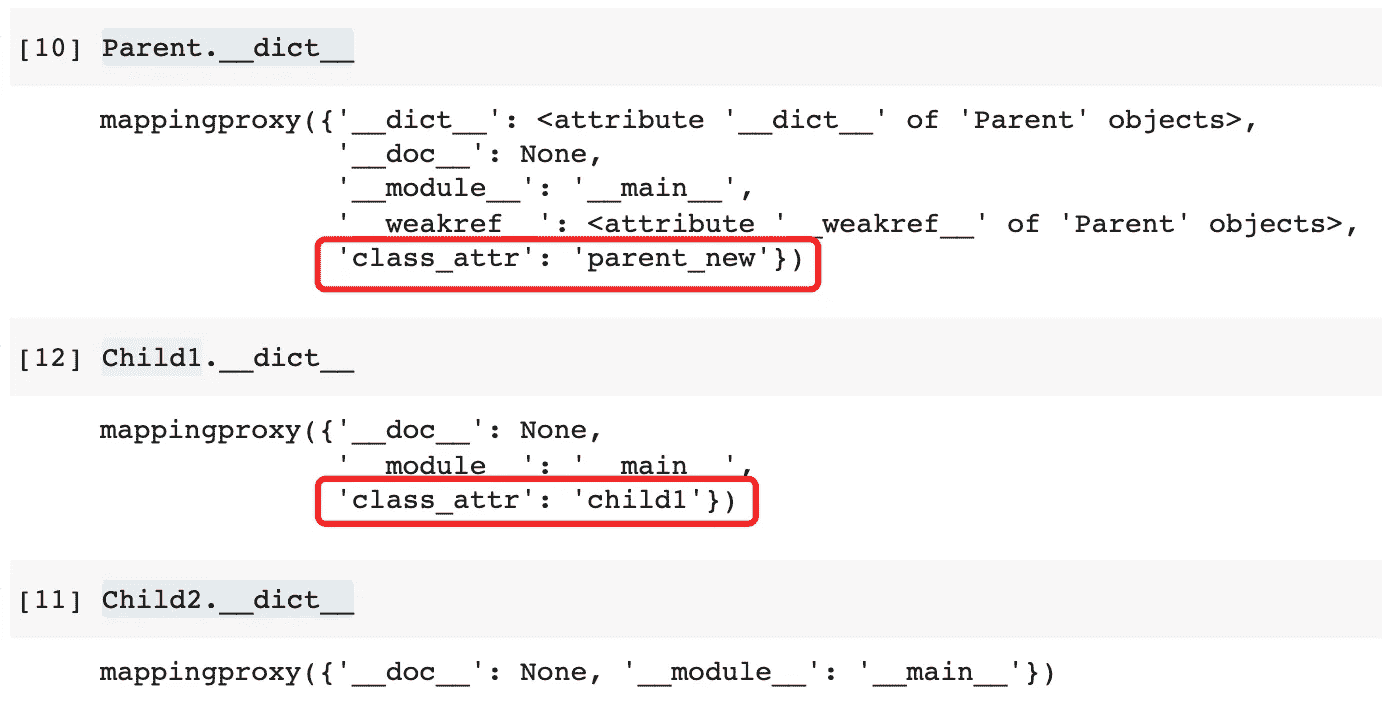 [10] Parent.__dict__
mappingproxy({'__dict__': <attribute '__dict__' of 'Parent' objects>,
'__doc__': None,
'__module__': '__main__',
'__weakref__': <attribute '__weakref__' of 'Parent' objects>,
'class_attr': 'parent_new'})
[12] Child1.__dict__
mappingproxy({'__doc__': None,
'__module__': '__main__',
'class_attr': 'child1'})
[11] Child2.__dict__
mappingproxy({'__doc__': None, '__module__': '__main__'})